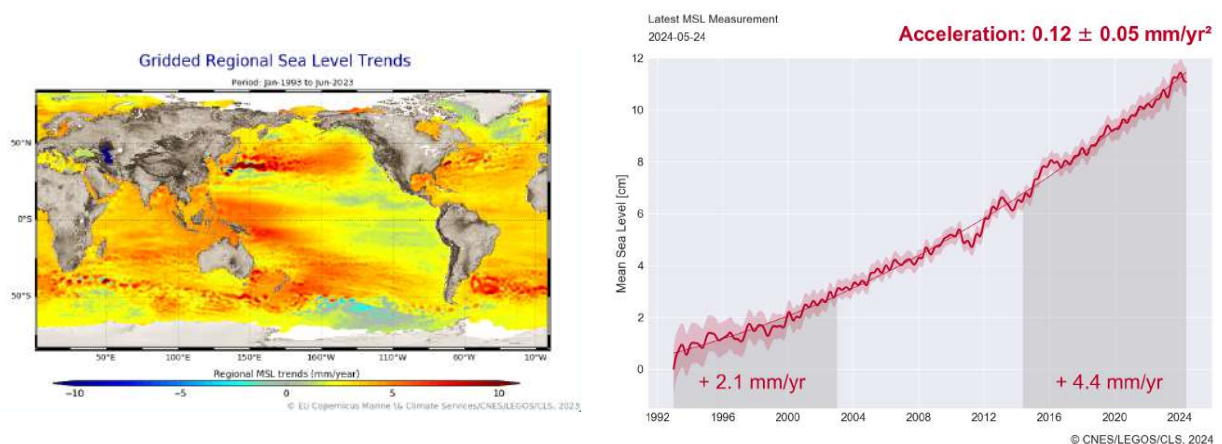 Gridded Regional Sea Level Trends
Period: Jan-1993 to Jun-2023
50°N
0°S
50°S
50°E 100°E 150°E 160°W 110°W 60°W 10°W
Regional MSL trends (mm/year)
−10 −5 0 5 10
© EU Copernicus Marine \& Climate Services/CNES/LEGOS/CLS, 2023
Latest MSL Measurement
2024-05-24
Acceleration: 0.12 ± 0.05 mm/yr²
Mean Sea Level [cm]
12
10
8
6
4
2
0
+ 2.1 mm/yr + 4.4 mm/yr
1992 1996 2000 2004 2008 2012 2016 2020 2024
© CNES/LEGOS/CLS, 2024